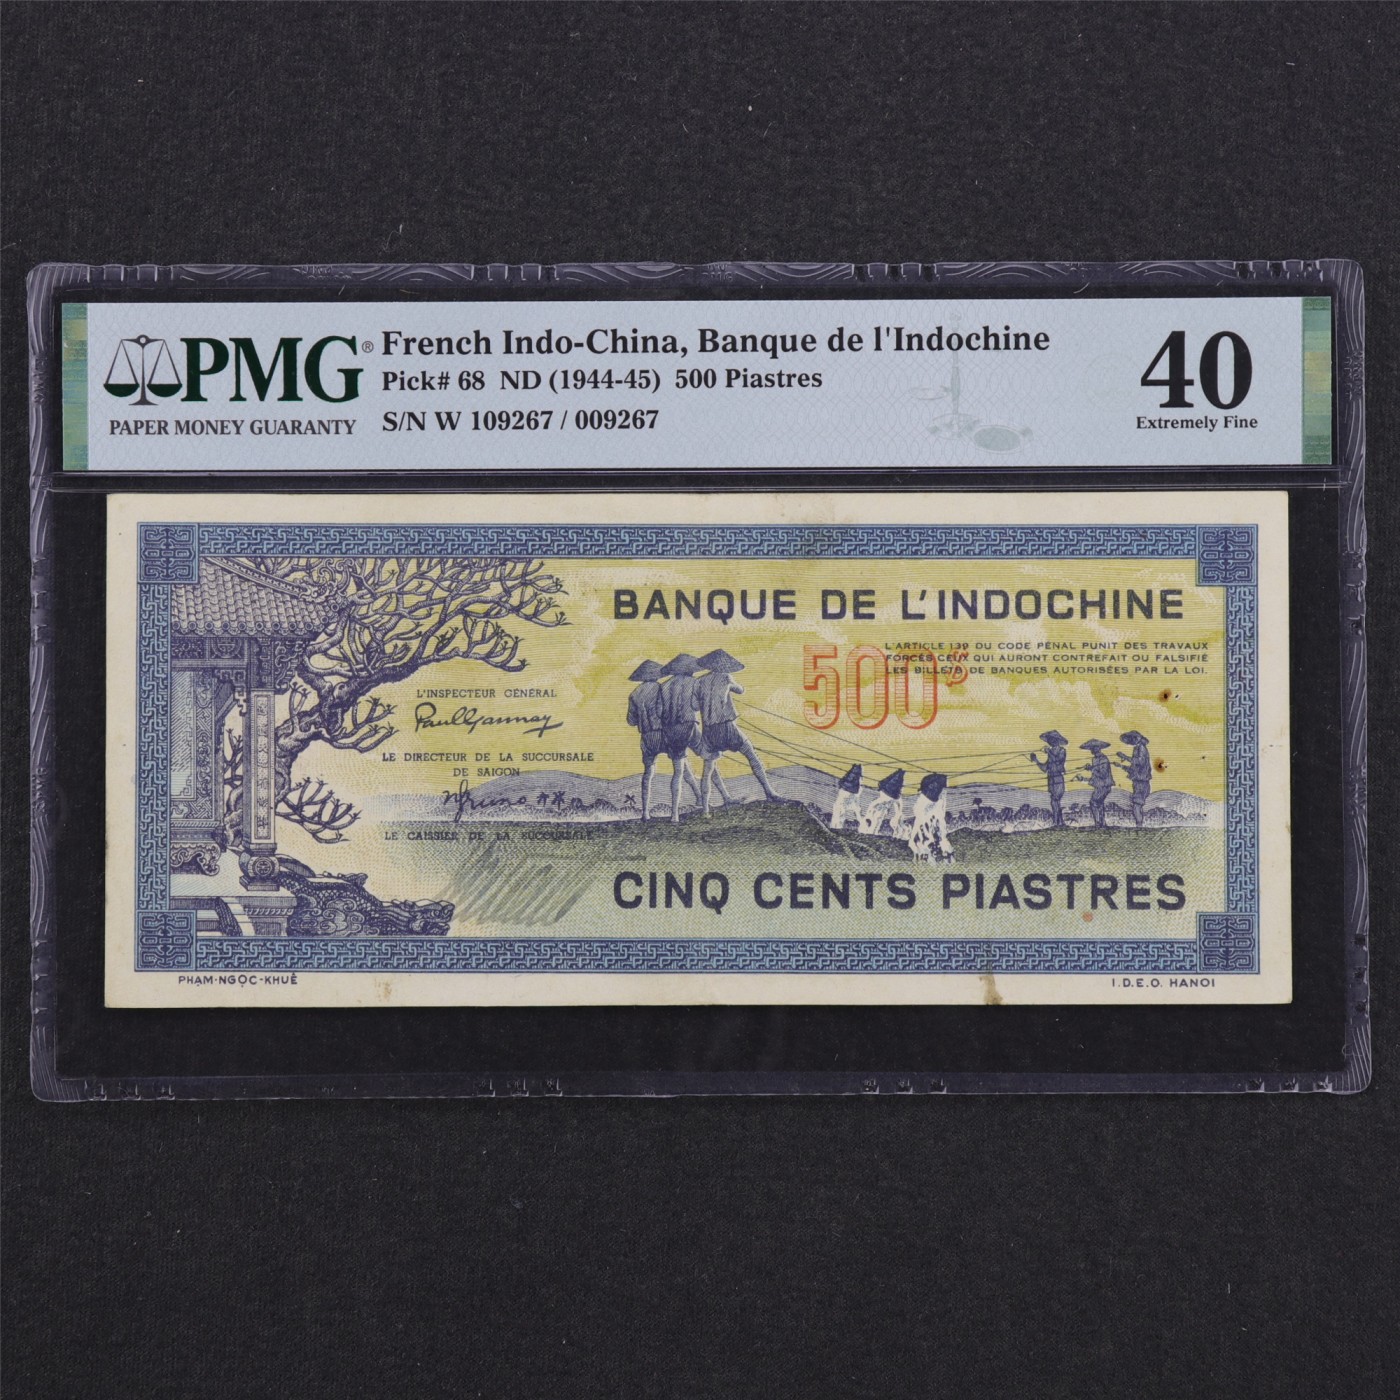 PMG®
PAPER MONEY GUARANTY
French Indo-China, Banque de l'Indochine
Pick# 68 ND (1944-45) 500 Piastres
S/N W 109267 / 009267
40
Extremely Fine
BANQUE DE L'INDOCHINE
L'ARTICLE 139 DU CODE PÉNAL PUNIT DES TRAVAUX
FORCÉS CEUX QUI AURONT CONTREFAIT OU FALSIFIÉ
LES BILLETS DE BANQUES AUTORISÉES PAR LA LOI.
500 $
L'INSPECTEUR GÉNÉRAL
LE DIRECTEUR DE LA SUCCURSALE
DE SAIGON
LE CAISSIER DE LA SUCCURSALE
CINQ CENTS PIASTRES
PHẠM-NGỌC-KHUÊ
I.D.E.O. HANOI